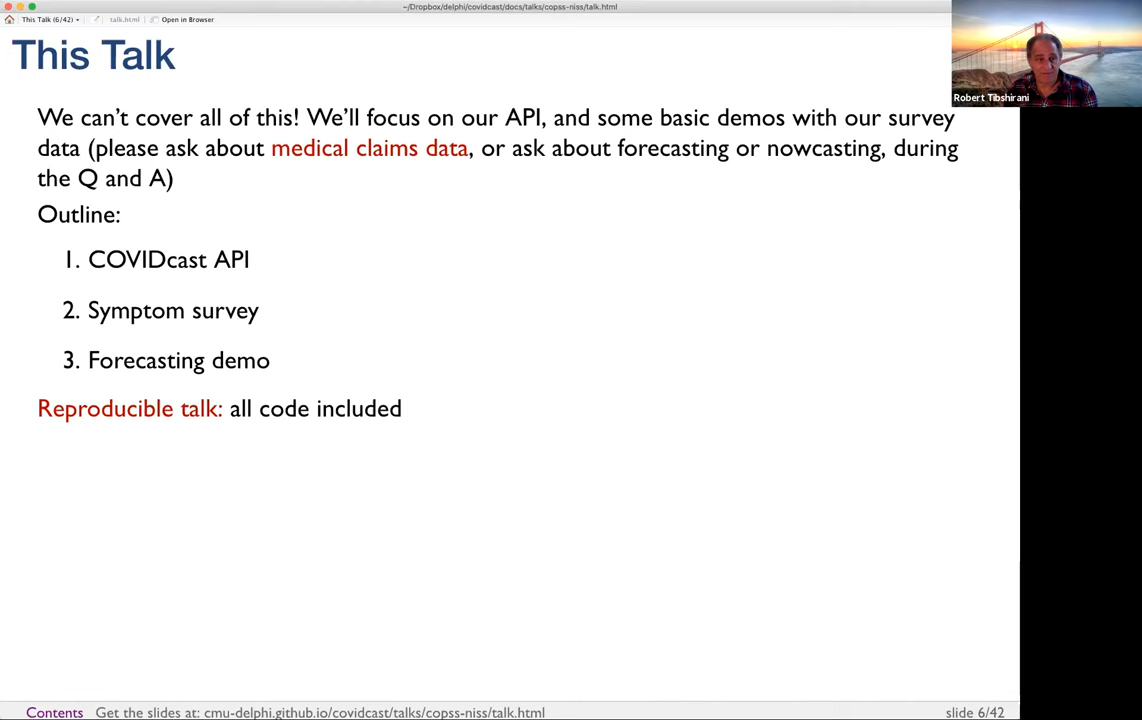 ~/Dropbox/delphi/covidcast/docs/talks/copss-niss/talk.html
This Talk (6/42)
talk.html
Open in Browser
This Talk
Robert Tibshirani
We can't cover all of this! We'll focus on our API, and some basic demos with our survey
data (please ask about medical claims data, or ask about forecasting or nowcasting, during
the Q and A)
Outline:
1. COVIDcast API
2. Symptom survey
3. Forecasting demo
Reproducible talk: all code included
Contents Get the slides at: cmu-delphi.github.io/covidcast/talks/copss-niss/talk.html slide 6/42